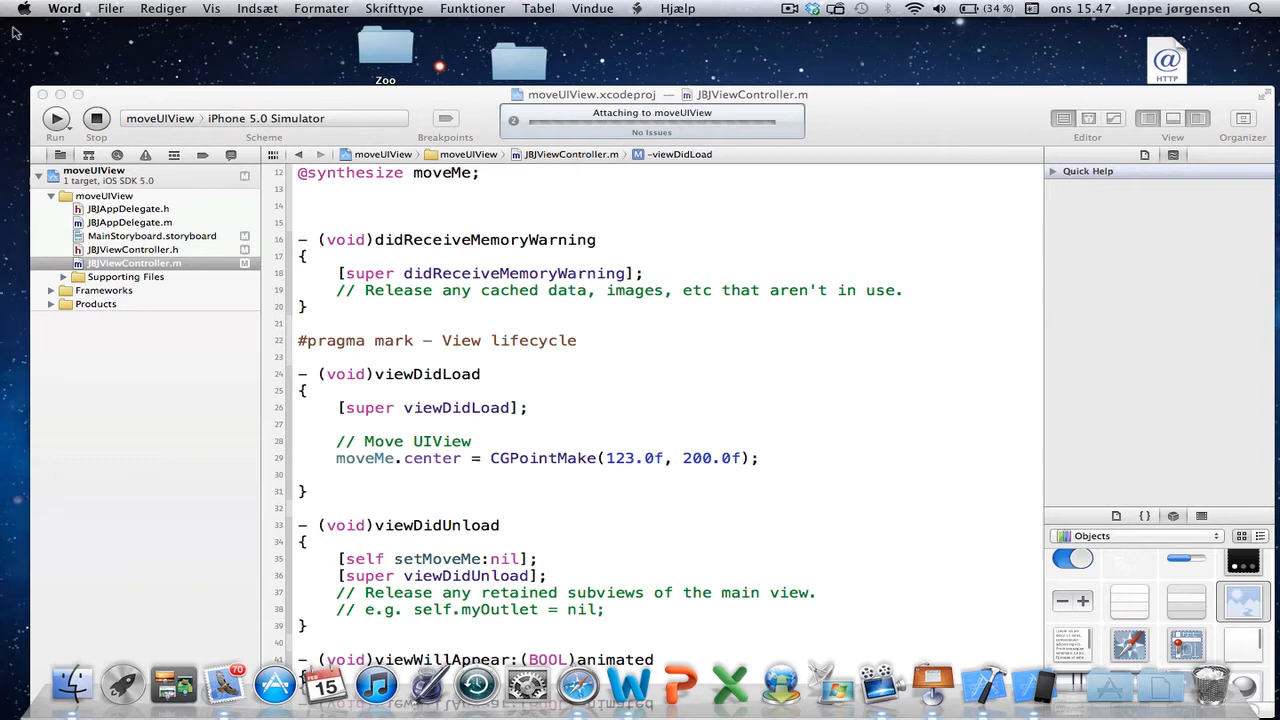 Word Filer Rediger Vis Indsæt Formater Skrifttype Funktioner Tabel Vindue Hjælp (34 %) ons 15.47 Jeppe jørgensen
Zoo
HTTP
moveUIView.xcodeproj — JBJViewController.m
moveUIView iPhone 5.0 Simulator
Attaching to moveUIView
2
No Issues
Run Stop Scheme Breakpoints Editor View Organizer
moveUIView moveUIView JBJViewController.m M -viewDidLoad
moveUIView M
1 target, iOS SDK 5.0
moveUIView
h JBJAppDelegate.h
m JBJAppDelegate.m
MainStoryboard.storyboard M
h JBJViewController.h M
m JBJViewController.m M
Supporting Files
Frameworks
Products
12 @synthesize moveMe;
13
14
15
16 - (void)didReceiveMemoryWarning
17 {
18 [super didReceiveMemoryWarning];
19 // Release any cached data, images, etc that aren't in use.
20 }
21
22 #pragma mark - View lifecycle
23
24 - (void)viewDidLoad
25 {
26 [super viewDidLoad];
27
28 // Move UIView
29 moveMe.center = CGPointMake(123.0f, 200.0f);
30
31 }
32
33 - (void)viewDidUnload
34 {
35 [self setMoveMe:nil];
36 [super viewDidUnload];
37 // Release any retained subviews of the main view.
38 // e.g. self.myOutlet = nil;
39 }
40
41 - (void)viewWillAppear:(BOOL)animated
Quick Help
{ }
Objects
70
FEB
15